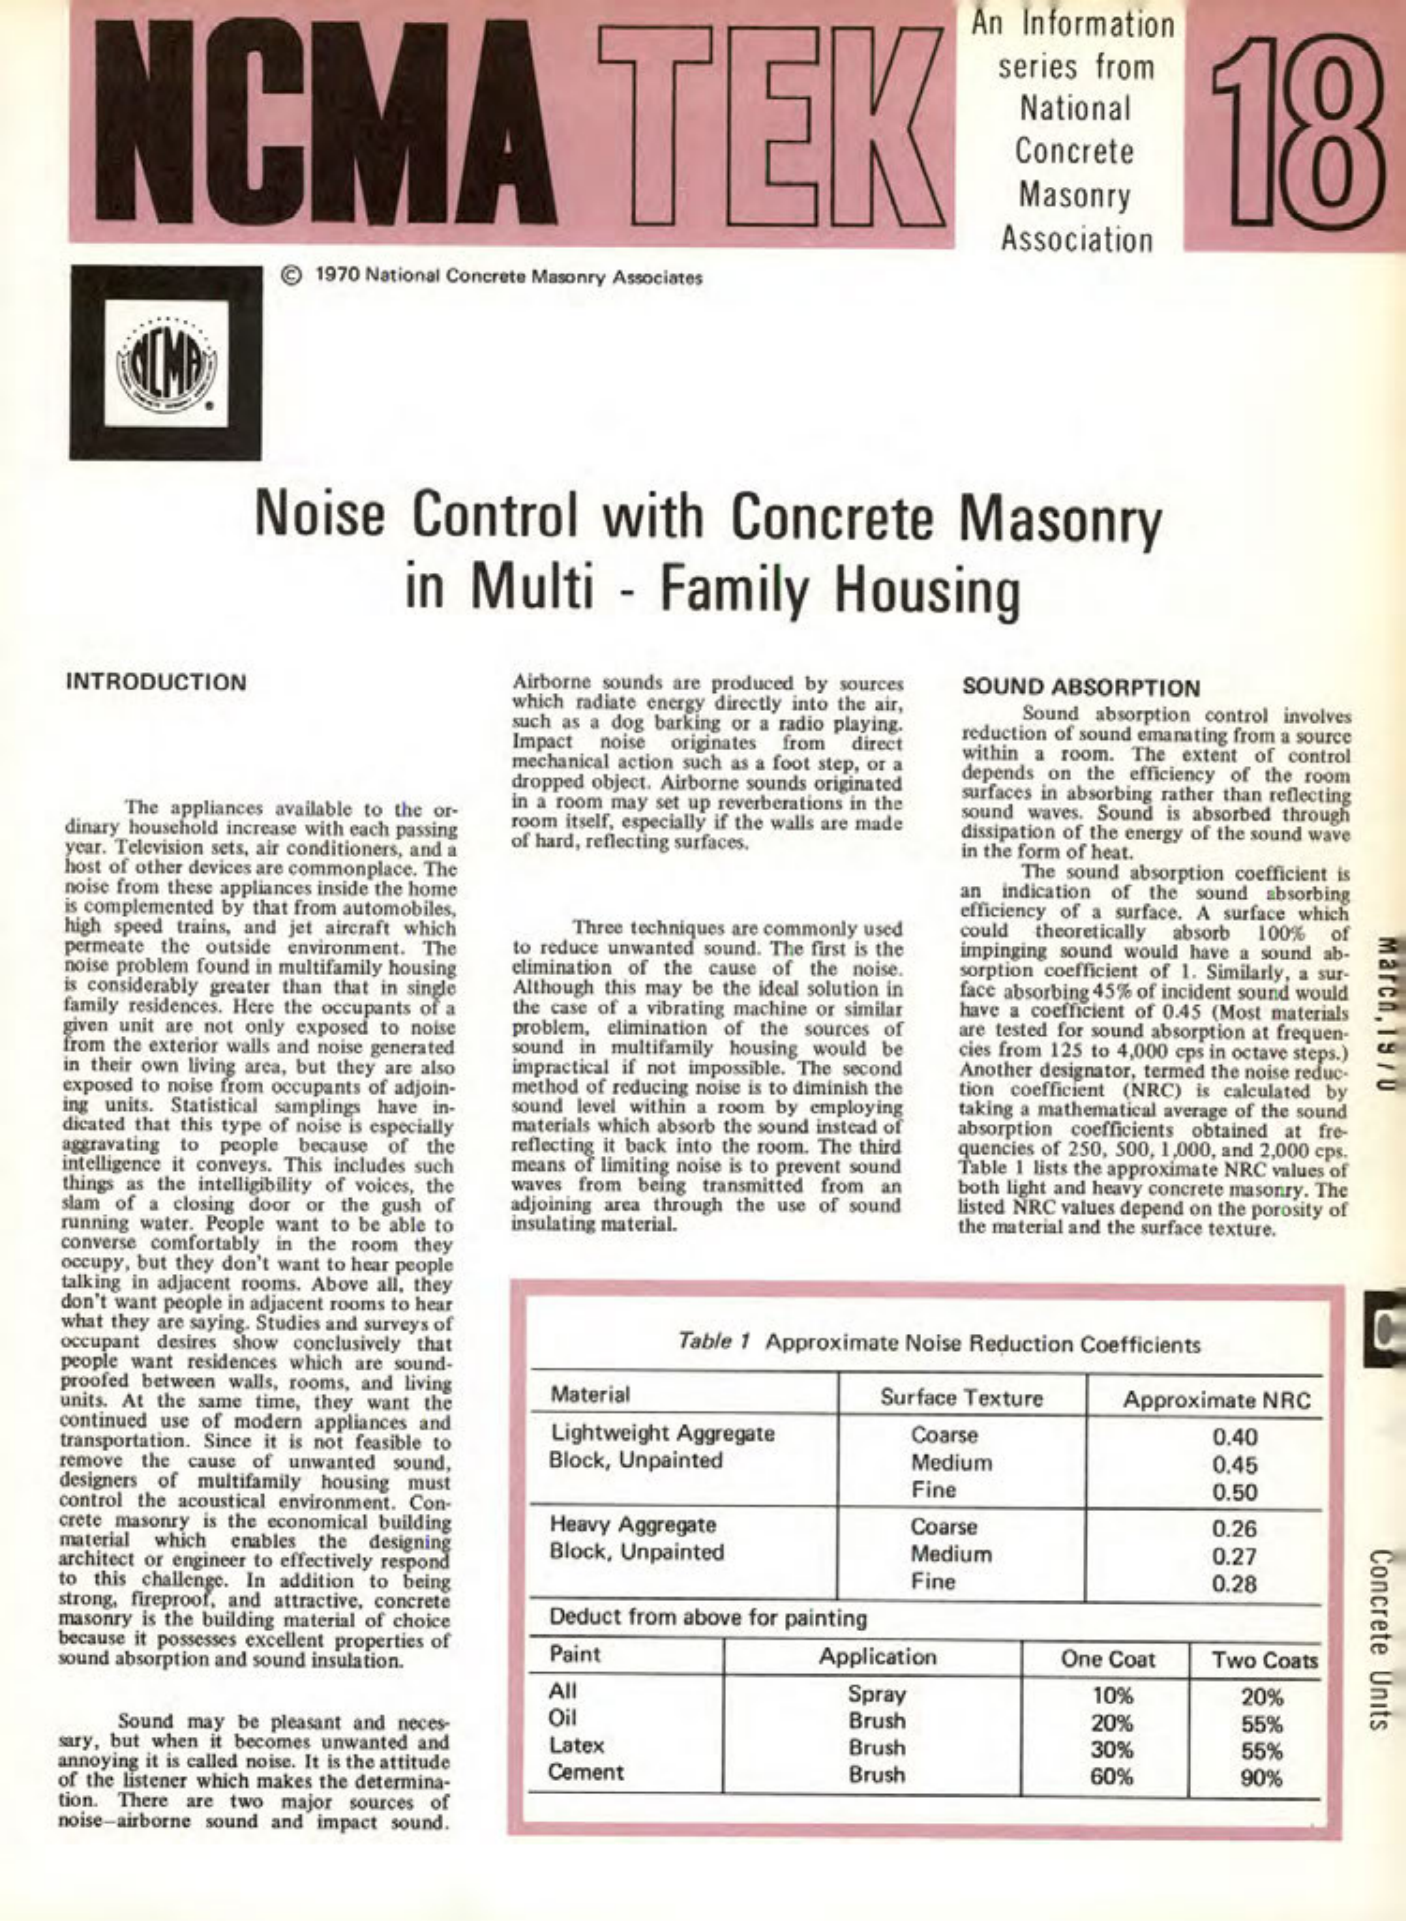 NCMA TEK
An Information
series from
National
Concrete
Masonry
Association
18
© 1970 National Concrete Masonry Associates
NCMA
®
Noise Control with Concrete Masonry
in Multi - Family Housing
INTRODUCTION
The appliances available to the or-
dinary household increase with each passing
year. Television sets, air conditioners, and a
host of other devices are commonplace. The
noise from these appliances inside the home
is complemented by that from automobiles,
high speed trains, and jet aircraft which
permeate the outside environment. The
noise problem found in multifamily housing
is considerably greater than that in single
family residences. Here the occupants of a
given unit are not only exposed to noise
from the exterior walls and noise generated
in their own living area, but they are also
exposed to noise from occupants of adjoin-
ing units. Statistical samplings have in-
dicated that this type of noise is especially
aggravating to people because of the
intelligence it conveys. This includes such
things as the intelligibility of voices, the
slam of a closing door or the gush of
running water. People want to be able to
converse comfortably in the room they
occupy, but they don't want to hear people
talking in adjacent rooms. Above all, they
don't want people in adjacent rooms to hear
what they are saying. Studies and surveys of
occupant desires show conclusively that
people want residences which are sound-
proofed between walls, rooms, and living
units. At the same time, they want the
continued use of modern appliances and
transportation. Since it is not feasible to
remove the cause of unwanted sound,
designers of multifamily housing must
control the acoustical environment. Con-
crete masonry is the economical building
material which enables the designing
architect or engineer to effectively respond
to this challenge. In addition to being
strong, fireproof, and attractive, concrete
masonry is the building material of choice
because it possesses excellent properties of
sound absorption and sound insulation.
Sound may be pleasant and neces-
sary, but when it becomes unwanted and
annoying it is called noise. It is the attitude
of the listener which makes the determina-
tion. There are two major sources of
noise—airborne sound and impact sound.
Airborne sounds are produced by sources
which radiate energy directly into the air,
such as a dog barking or a radio playing.
Impact noise originates from direct
mechanical action such as a foot step, or a
dropped object. Airborne sounds originated
in a room may set up reverberations in the
room itself, especially if the walls are made
of hard, reflecting surfaces.
Three techniques are commonly used
to reduce unwanted sound. The first is the
elimination of the cause of the noise.
Although this may be the ideal solution in
the case of a vibrating machine or similar
problem, elimination of the sources of
sound in multifamily housing would be
impractical if not impossible. The second
method of reducing noise is to diminish the
sound level within a room by employing
materials which absorb the sound instead of
reflecting it back into the room. The third
means of limiting noise is to prevent sound
waves from being transmitted from an
adjoining area through the use of sound
insulating material.
SOUND ABSORPTION
Sound absorption control involves
reduction of sound emanating from a source
within a room. The extent of control
depends on the efficiency of the room
surfaces in absorbing rather than reflecting
sound waves. Sound is absorbed through
dissipation of the energy of the sound wave
in the form of heat.
The sound absorption coefficient is
an indication of the sound absorbing
efficiency of a surface. A surface which
could theoretically absorb 100% of
impinging sound would have a sound ab-
sorption coefficient of 1. Similarly, a sur-
face absorbing 45% of incident sound would
have a coefficient of 0.45 (Most materials
are tested for sound absorption at frequen-
cies from 125 to 4,000 cps in octave steps.)
Another designator, termed the noise reduc-
tion coefficient (NRC) is calculated by
taking a mathematical average of the sound
absorption coefficients obtained at fre-
quencies of 250, 500, 1,000, and 2,000 cps.
Table 1 lists the approximate NRC values of
both light and heavy concrete masonry. The
listed NRC values depend on the porosity of
the material and the surface texture.
Table 1 Approximate Noise Reduction Coefficients
Material Surface Texture Approximate NRC
Lightweight Aggregate Coarse 0.40
Block, Unpainted Medium 0.45
Fine 0.50
Heavy Aggregate Coarse 0.26
Block, Unpainted Medium 0.27
Fine 0.28
Deduct from above for painting
Paint Application One Coat Two Coats
All Spray 10% 20%
Oil Brush 20% 55%
Latex Brush 30% 55%
Cement Brush 60% 90%
March, 1970
C
Concrete Units